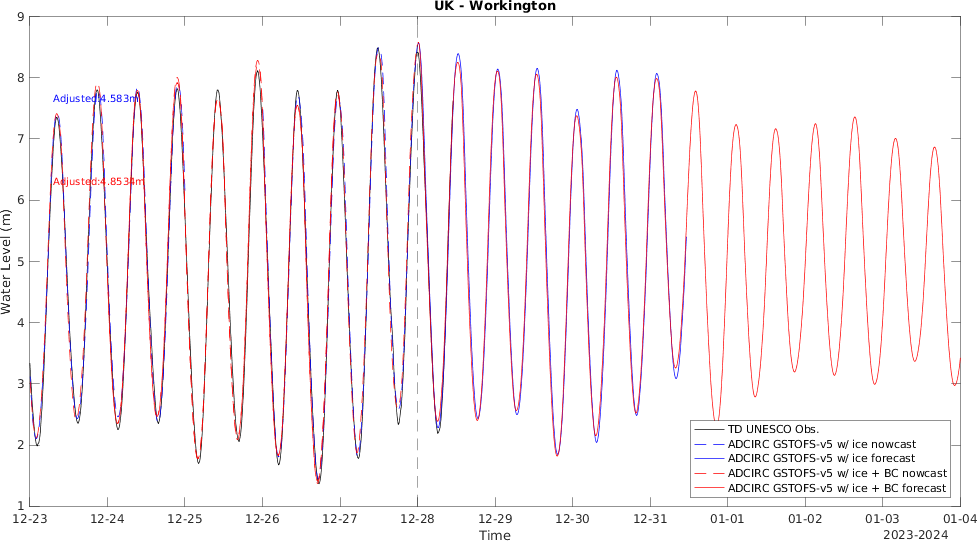 UK - Workington
9
8
7
6
5
4
3
2
1
Water Level (m)
Adjusted:4.583m
Adjusted:4.8534m
TD UNESCO Obs.
ADCIRC GSTOFS-v5 w/ ice nowcast
ADCIRC GSTOFS-v5 w/ ice forecast
ADCIRC GSTOFS-v5 w/ ice + BC nowcast
ADCIRC GSTOFS-v5 w/ ice + BC forecast
12-23 12-24 12-25 12-26 12-27 12-28 12-29 12-30 12-31 01-01 01-02 01-03 01-04
Time
2023-2024